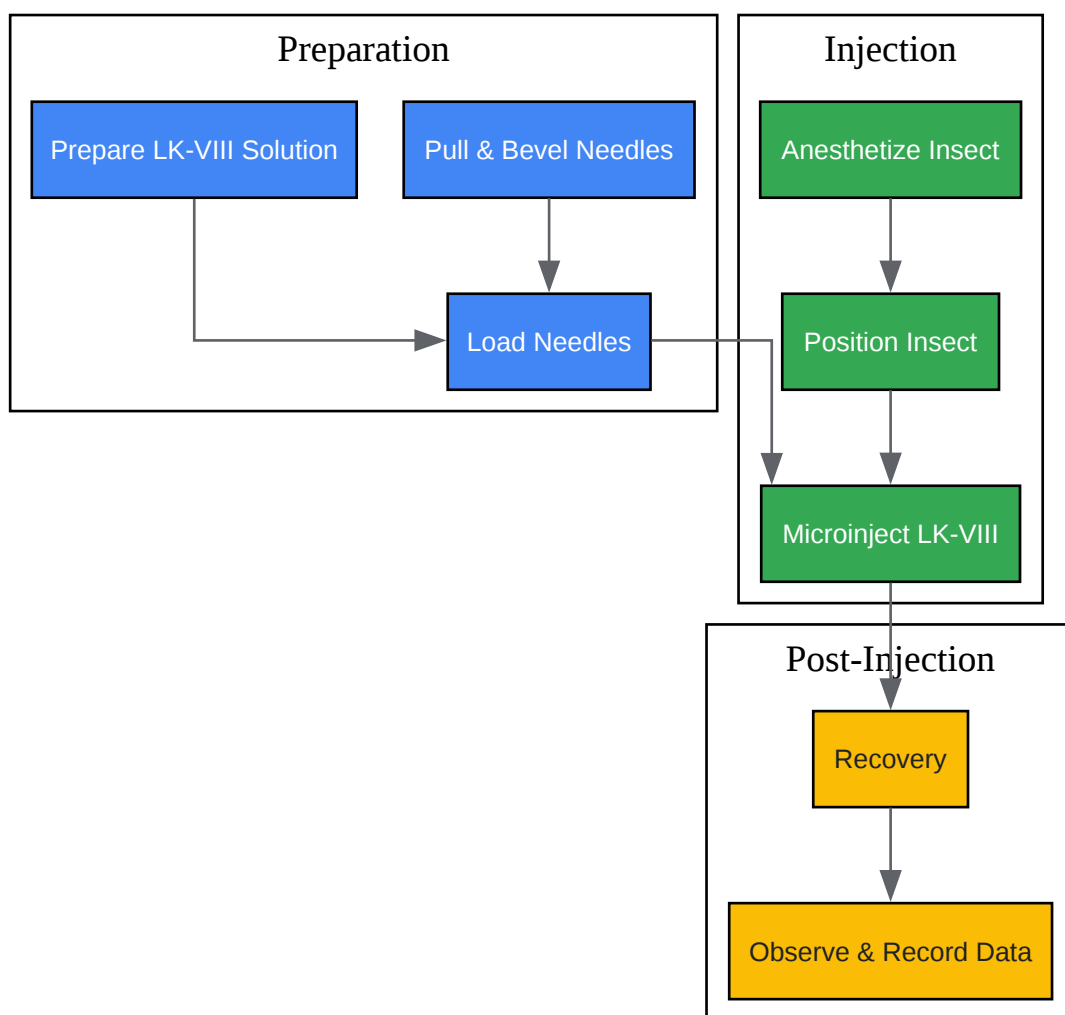 Preparation
Prepare LK-VIII Solution
Pull & Bevel Needles
Load Needles
Injection
Anesthetize Insect
Position Insect
Microinject LK-VIII
Post-Injection
Recovery
Observe & Record Data